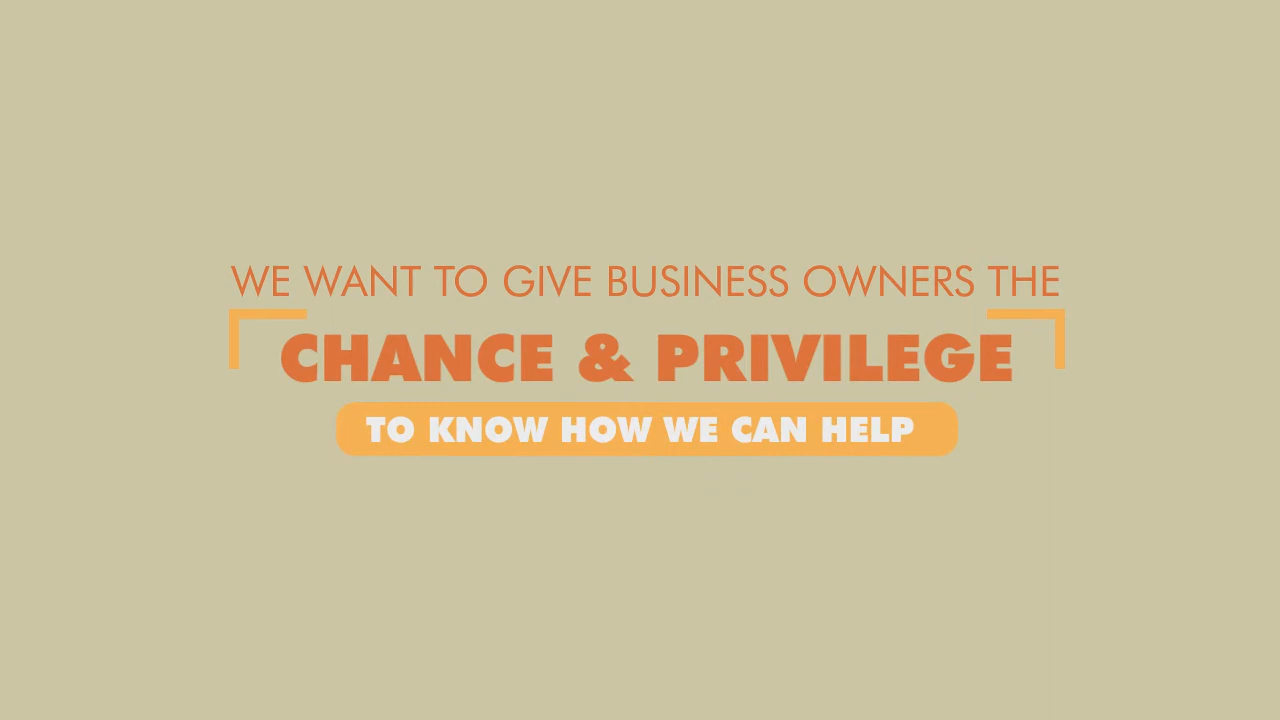 WE WANT TO GIVE BUSINESS OWNERS THE
CHANCE & PRIVILEGE
TO KNOW HOW WE CAN HELP